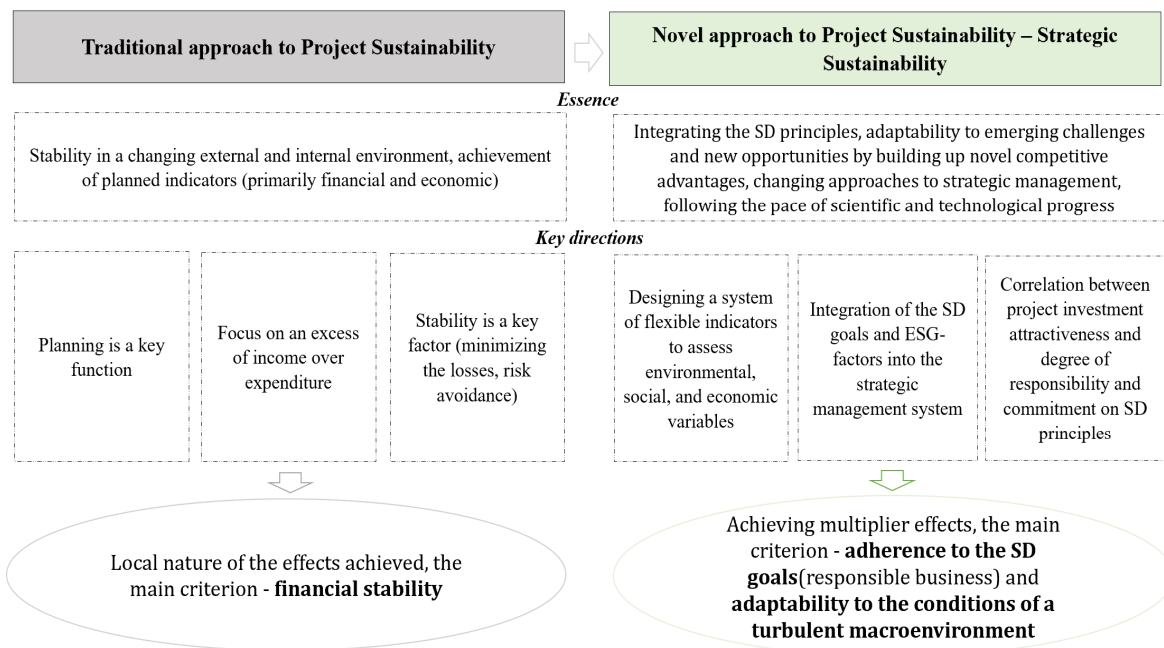 Traditional approach to Project Sustainability
Novel approach to Project Sustainability – Strategic
Sustainability
Essence
Stability in a changing external and internal environment, achievement
of planned indicators (primarily financial and economic)
Integrating the SD principles, adaptability to emerging challenges
and new opportunities by building up novel competitive
advantages, changing approaches to strategic management,
following the pace of scientific and technological progress
Key directions
Planning is a key
function
Focus on an excess
of income over
expenditure
Stability is a key
factor (minimizing
the losses, risk
avoidance)
Designing a system
of flexible indicators
to assess
environmental,
social, and economic
variables
Integration of the SD
goals and ESG-
factors into the
strategic
management system
Correlation between
project investment
attractiveness and
degree of
responsibility and
commitment on SD
principles
Local nature of the effects achieved, the
main criterion - financial stability
Achieving multiplier effects, the main
criterion - adherence to the SD
goals(responsible business) and
adaptability to the conditions of a
turbulent macroenvironment